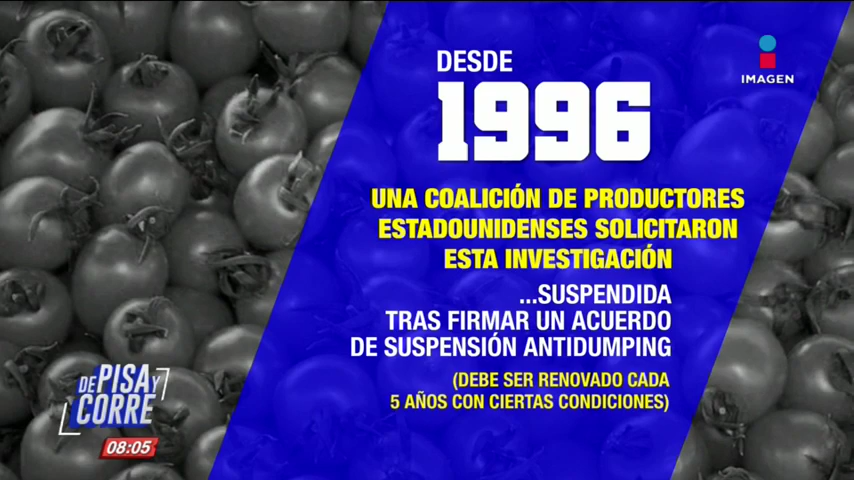 DESDE
1996
IMAGEN
UNA COALICIÓN DE PRODUCTORES
ESTADOUNIDENSES SOLICITARON
ESTA INVESTIGACIÓN
...SUSPENDIDA
TRAS FIRMAR UN ACUERDO
DE SUSPENSIÓN ANTIDUMPING
(DEBE SER RENOVADO CADA
5 AÑOS CON CIERTAS CONDICIONES)
DE PISA Y
CORRE
08:05